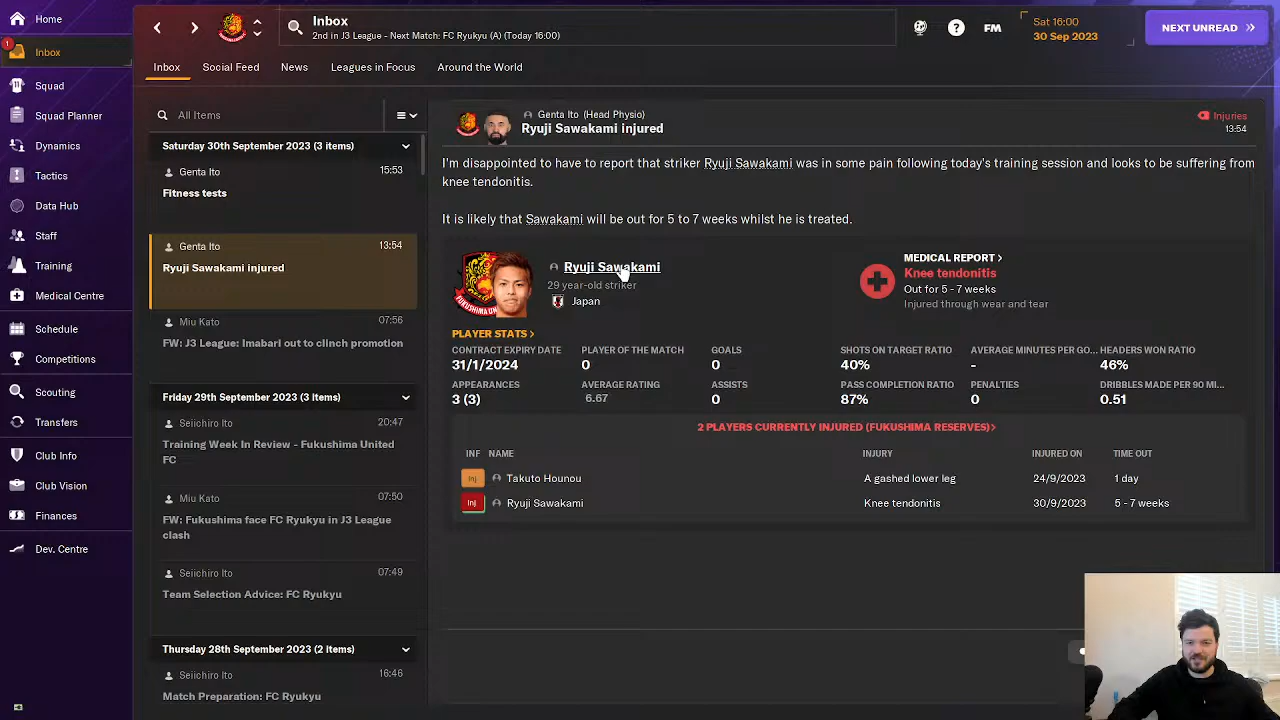 Home
1
Inbox
Squad
Squad Planner
Dynamics
Tactics
Data Hub
Staff
Training
Medical Centre
Schedule
Competitions
Scouting
Transfers
Club Info
Club Vision
Finances
Dev. Centre
Inbox
2nd in J3 League - Next Match: FC Ryukyu (A) (Today 16:00)
?
FM
Sat 16:00
30 Sep 2023
NEXT UNREAD
Inbox
Social Feed
News
Leagues in Focus
Around the World
All Items
Saturday 30th September 2023 (3 items)
Genta Ito
15:53
Fitness tests
Genta Ito
13:54
Ryuji Sawakami injured
Miu Kato
07:56
FW: J3 League: Imabari out to clinch promotion
Friday 29th September 2023 (3 items)
Seiichiro Ito
20:47
Training Week In Review - Fukushima United
FC
Miu Kato
07:50
FW: Fukushima face FC Ryukyu in J3 League
clash
Seiichiro Ito
07:49
Team Selection Advice: FC Ryukyu
Thursday 28th September 2023 (2 items)
Seiichiro Ito
16:46
Match Preparation: FC Ryukyu
Genta Ito (Head Physio)
Ryuji Sawakami injured
Injuries
13:54
I'm disappointed to have to report that striker Ryuji Sawakami was in some pain following today's training session and looks to be suffering from
knee tendonitis.
It is likely that Sawakami will be out for 5 to 7 weeks whilst he is treated.
Ryuji Sawakami
29 year-old striker
Japan
MEDICAL REPORT >
Knee tendonitis
Out for 5 - 7 weeks
Injured through wear and tear
PLAYER STATS >
CONTRACT EXPIRY DATE
31/1/2024
PLAYER OF THE MATCH
0
GOALS
0
SHOTS ON TARGET RATIO
40%
AVERAGE MINUTES PER GO...
-
HEADERS WON RATIO
46%
APPEARANCES
3 (3)
AVERAGE RATING
6.67
ASSISTS
0
PASS COMPLETION RATIO
87%
PENALTIES
0
DRIBBLES MADE PER 90 MI...
0.51
2 PLAYERS CURRENTLY INJURED (FUKUSHIMA RESERVES)>
INF NAME INJURY INJURED ON TIME OUT
Inj Takuto Hounou A gashed lower leg 24/9/2023 1 day
Inj Ryuji Sawakami Knee tendonitis 30/9/2023 5 - 7 weeks